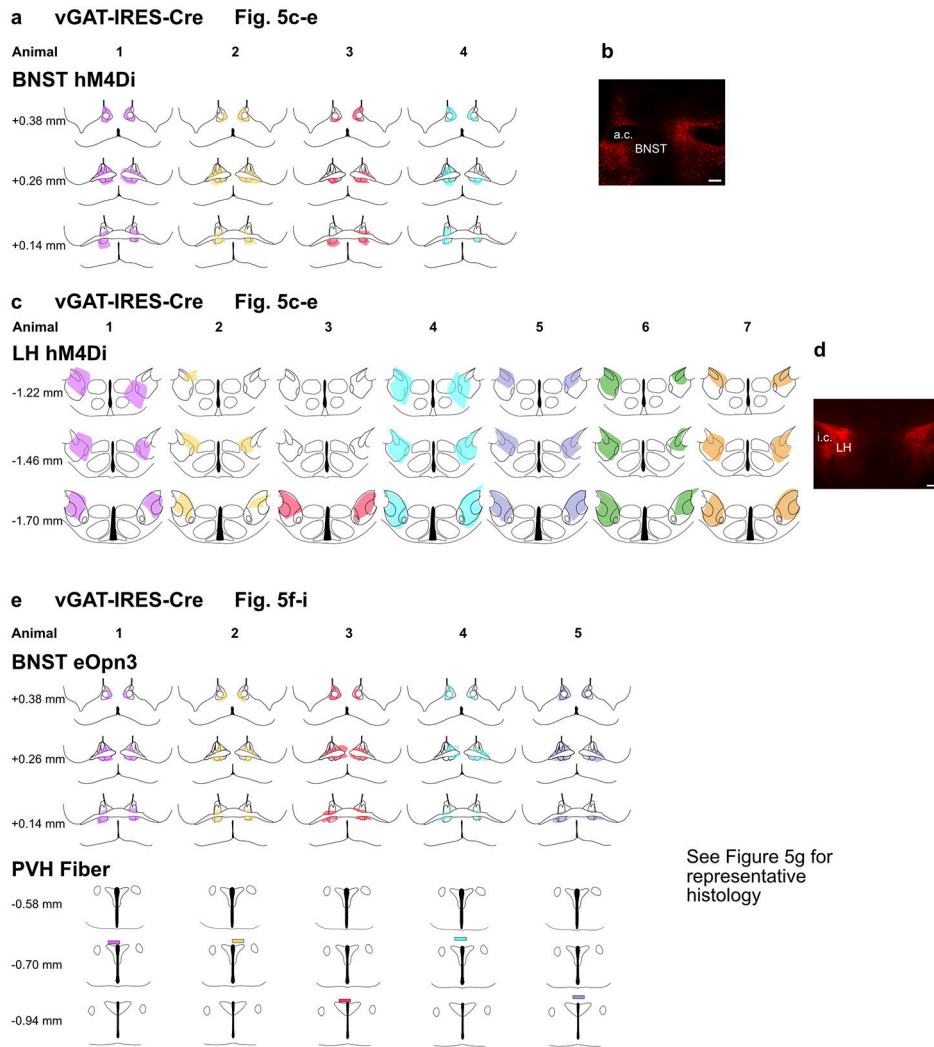 a vGAT-IRES-Cre Fig. 5c-e
Animal 1 2 3 4
BNST hM4Di
+0.38 mm
+0.26 mm
+0.14 mm
b
a.c.
BNST
c vGAT-IRES-Cre Fig. 5c-e
Animal 1 2 3 4 5 6 7
LH hM4Di
-1.22 mm
-1.46 mm
-1.70 mm
d
i.c.
LH
e vGAT-IRES-Cre Fig. 5f-i
Animal 1 2 3 4 5
BNST eOpn3
+0.38 mm
+0.26 mm
+0.14 mm
PVH Fiber
-0.58 mm
-0.70 mm
-0.94 mm
See Figure 5g for
representative
histology